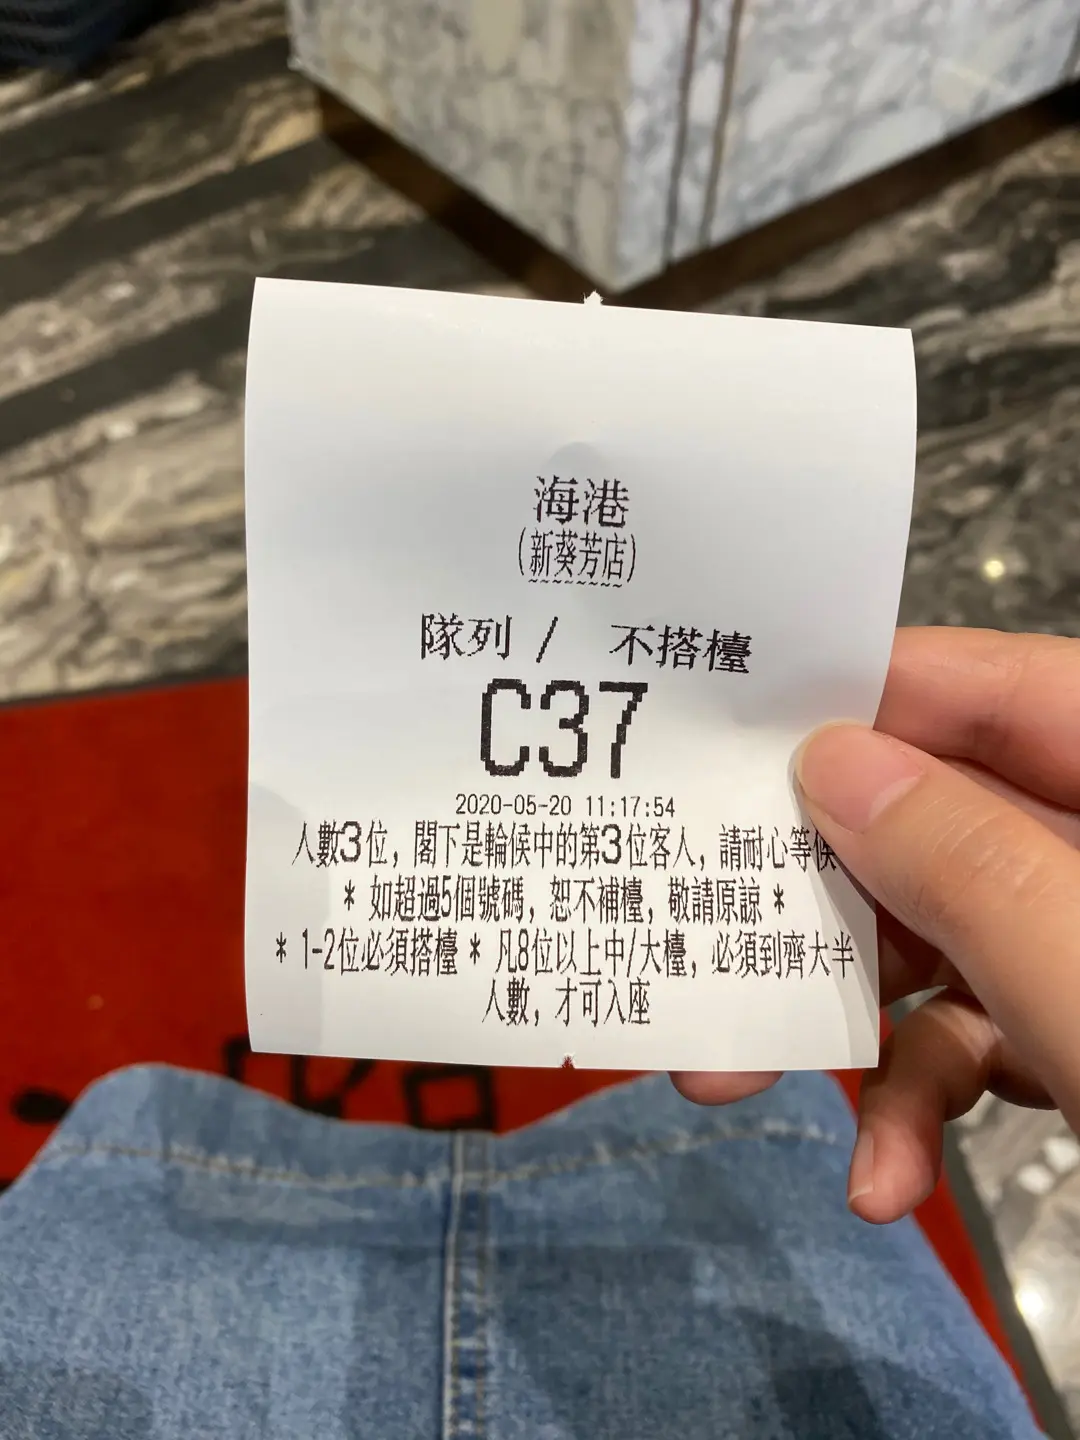 海港
(新葵芳店)
隊列 / 不搭檯
C37
2020-05-20 11:17:54
人數3位，閣下是輪候中的第3位客人，請耐心等候
* 如超過5個號碼，恕不補檯，敬請原諒 *
* 1-2位必須搭檯 * 凡8位以上中/大檯，必須到齊大半
人數，才可入座